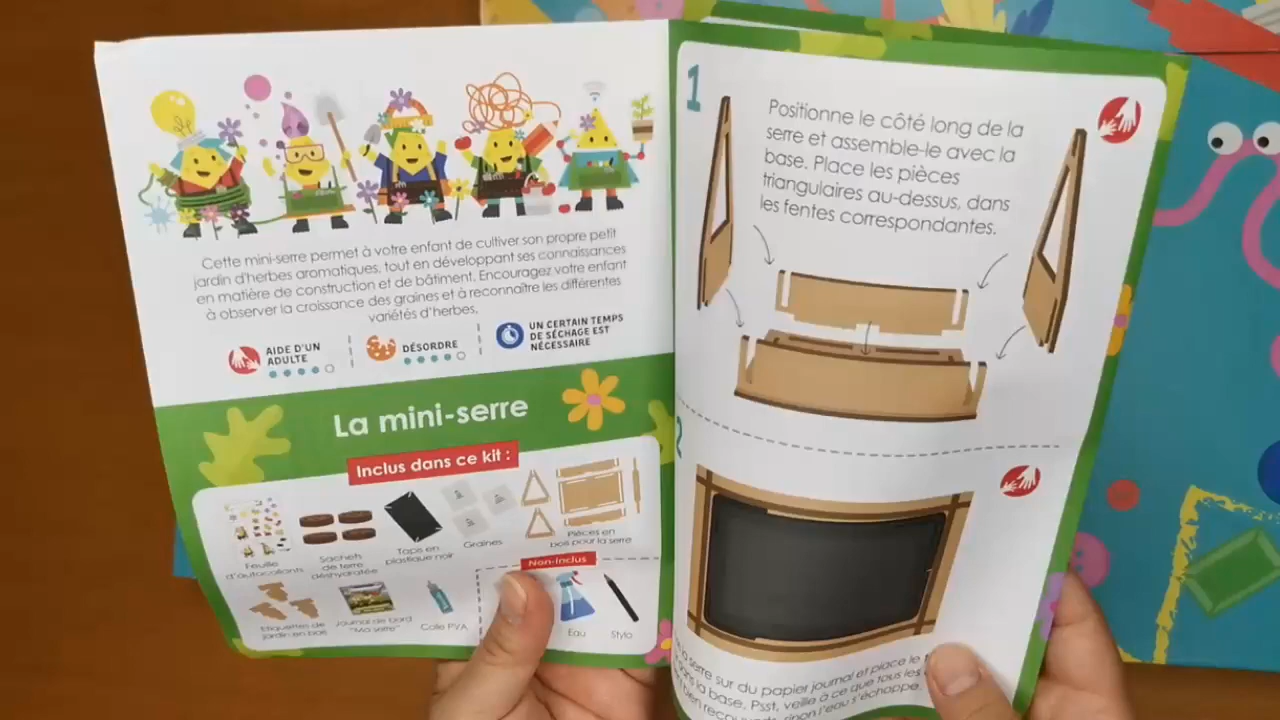 Cette mini-serre permet à votre enfant de cultiver son propre petit
jardin d'herbes aromatiques, tout en développant ses connaissances
en matière de construction et de bâtiment. Encouragez votre enfant
à observer la croissance des graines et à reconnaître les différentes
variétés d'herbes.
AIDE D'UN
ADULTE
DÉSORDRE
UN CERTAIN TEMPS
DE SÉCHAGE EST
NÉCESSAIRE
La mini-serre
Inclus dans ce kit :
Feuille
d'autocollants
Sachets
de terre
déshydratée
Tapis en
plastique noir
Graines
Pièces en
bois pour la serre
Étiquettes de
jardin en bois
Journal de bord
"Ma serre"
Colle PVA
Non-inclus
Eau
Stylo
1
Positionne le côté long de la
serre et assemble-le avec la
base. Place les pièces
triangulaires au-dessus, dans
les fentes correspondantes.
2
la serre sur du papier journal et place le
dans la base. Psst, veille à ce que tous les
bien recouverts, sinon l'eau s'échappe.